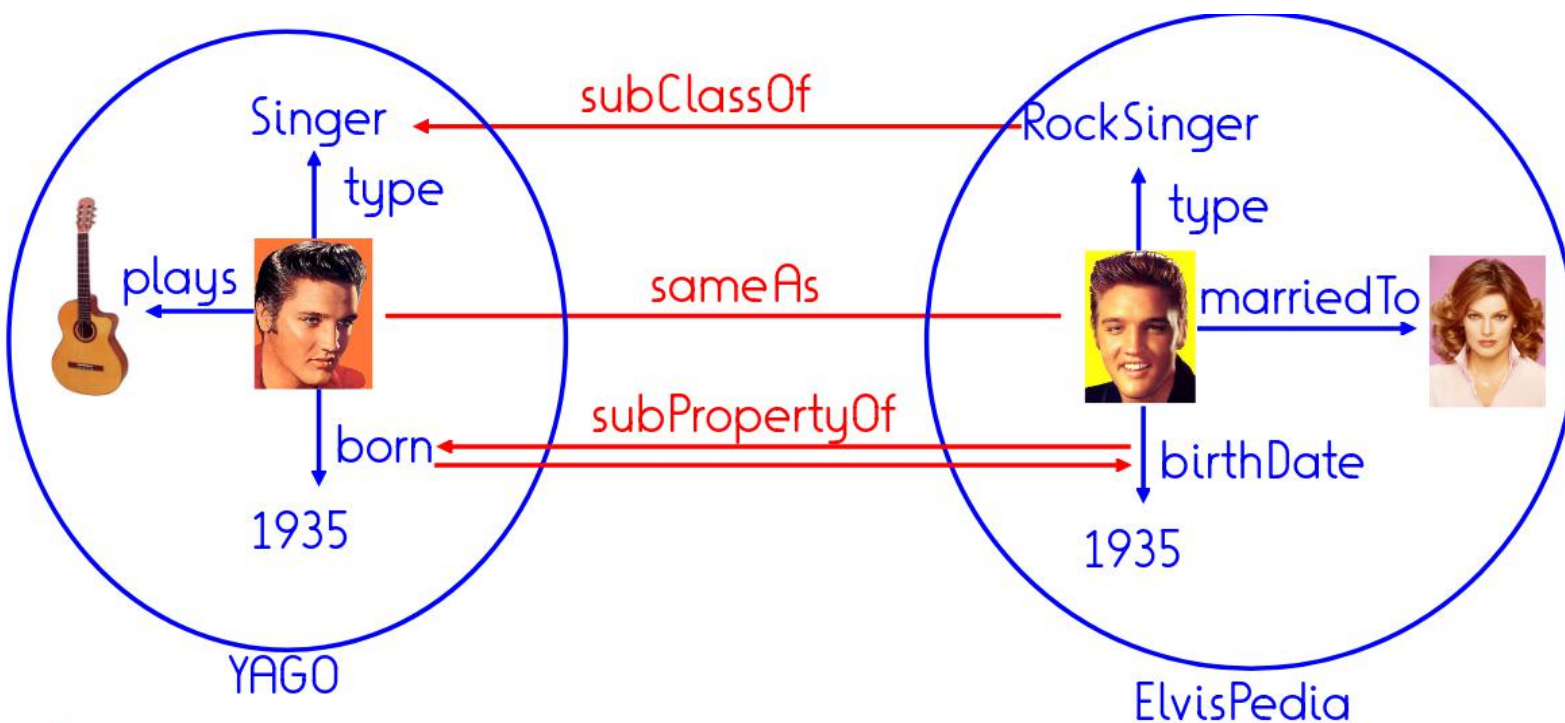 subClassOf
Singer
RockSinger
type
type
plays
sameAs
marriedTo
subPropertyOf
born
birthDate
1935
1935
YAGO
ElvisPedia